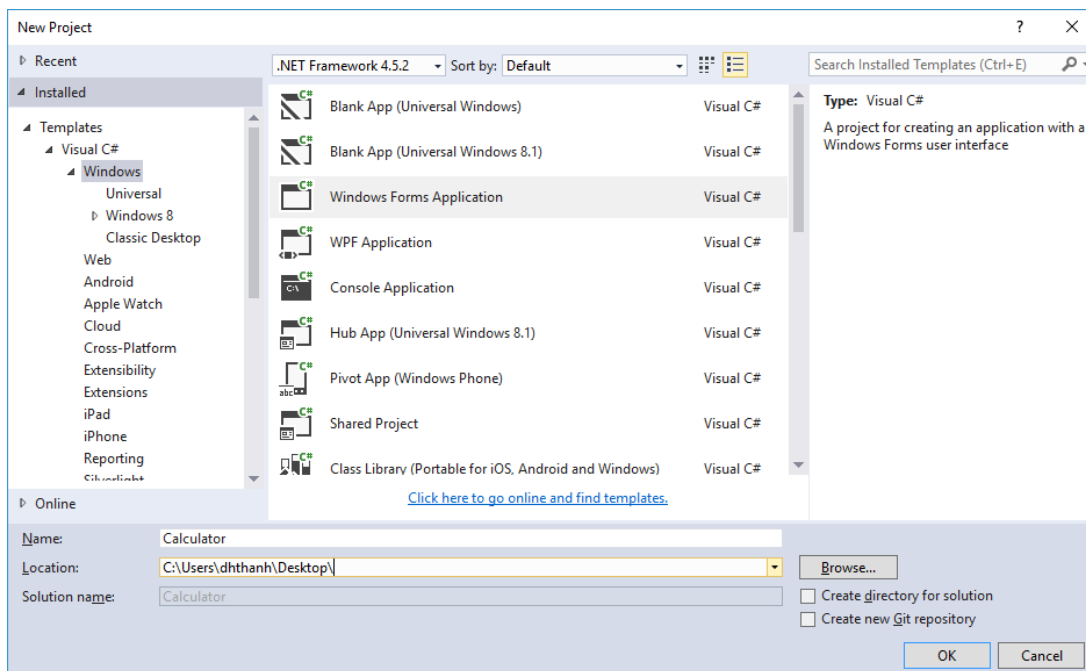 New Project
?
Recent
.NET Framework 4.5.2
Sort by:
Default
Search Installed Templates (Ctrl+E)
Installed
Templates
Visual C#
Windows
Universal
Windows 8
Classic Desktop
Web
Android
Apple Watch
Cloud
Cross-Platform
Extensibility
Extensions
iPad
iPhone
Reporting
Silverlight
Online
Blank App (Universal Windows) Visual C#
Blank App (Universal Windows 8.1) Visual C#
Windows Forms Application Visual C#
WPF Application Visual C#
Console Application Visual C#
Hub App (Universal Windows 8.1) Visual C#
Pivot App (Windows Phone) Visual C#
Shared Project Visual C#
Class Library (Portable for iOS, Android and Windows) Visual C#
Click here to go online and find templates.
Type: Visual C#
A project for creating an application with a
Windows Forms user interface
Name: Calculator
Location: C:\Users\dhthanh\Desktop\
Browse...
Solution name: Calculator
Create directory for solution
Create new Git repository
OK
Cancel